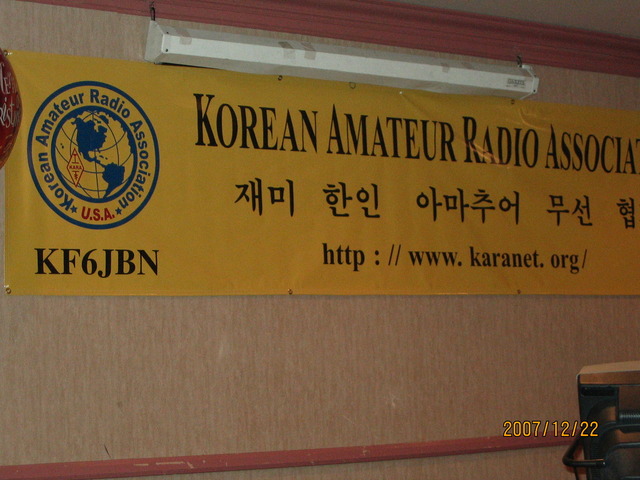 KOREAN AMATEUR RADIO
재미 한인 아마추어 무선
http : // www. karanet. org/
Korean Amateur Radio Association
KARA
U.S.A.
KF6JBN
2007/12/22